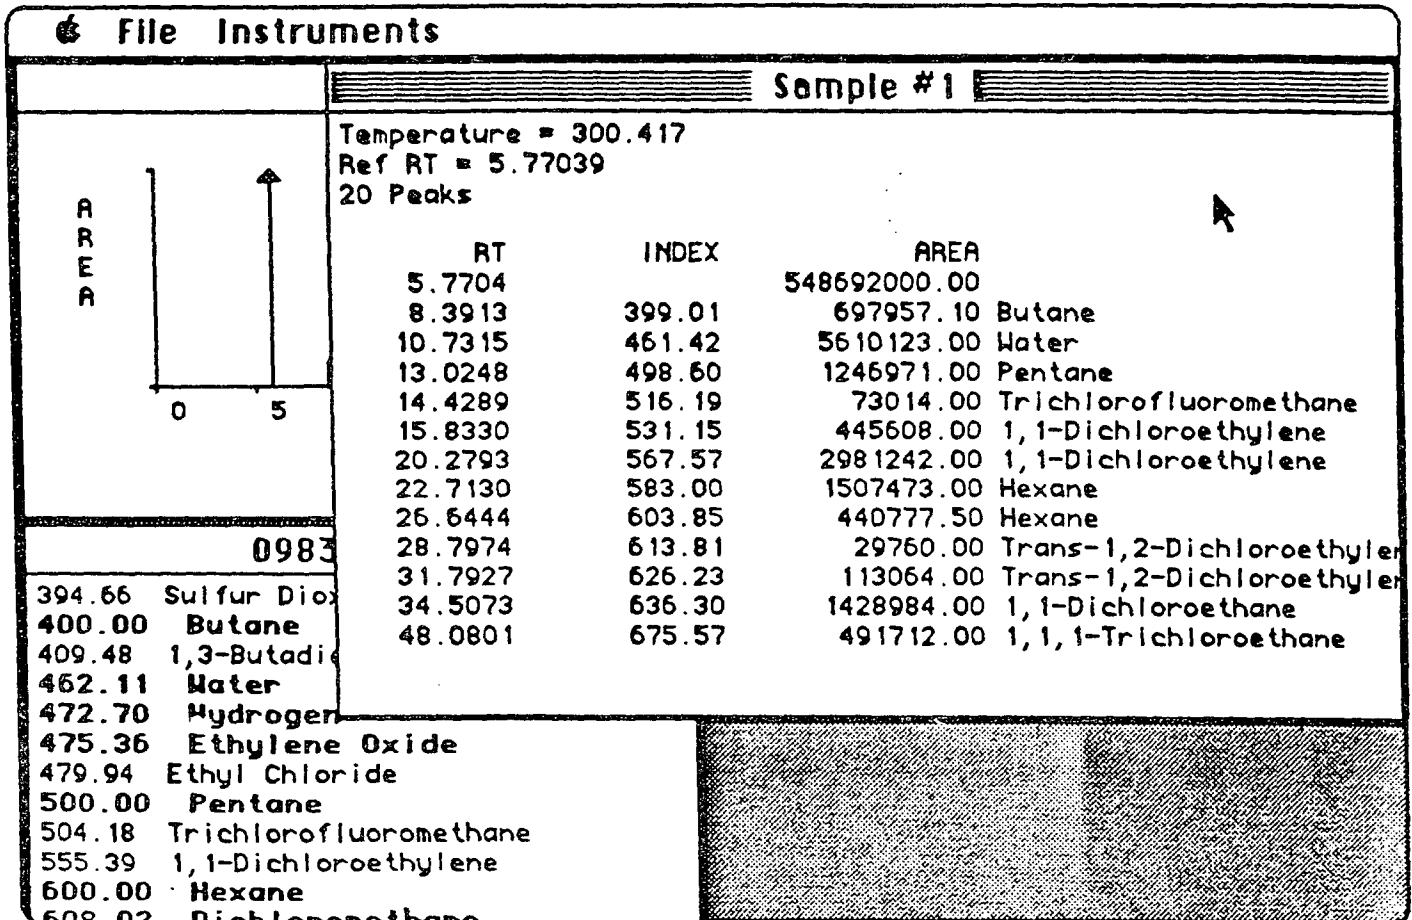 File Instruments
Sample #1
Temperature = 300.417
Ref RT = 5.77039
20 Peaks
RT INDEX AREA
5.7704 548692000.00
8.3913 399.01 697957.10 Butane
10.7315 461.42 5610123.00 Water
13.0248 498.60 1246971.00 Pentane
14.4289 516.19 73014.00 Trichlorofluoromethane
15.8330 531.15 445608.00 1,1-Dichloroethylene
20.2793 567.57 2981242.00 1,1-Dichloroethylene
22.7130 583.00 1507473.00 Hexane
26.6444 603.85 440777.50 Hexane
28.7974 613.81 29760.00 Trans-1,2-Dichloroethyler
31.7927 626.23 113064.00 Trans-1,2-Dichloroethyler
34.5073 636.30 1428984.00 1,1-Dichloroethane
48.0801 675.57 491712.00 1,1,1-Trichloroethane
AREA
0 5
0983
394.66 Sulfur Diox
400.00 Butane
409.48 1,3-Butadie
462.11 Water
472.70 Hydrogen
475.36 Ethylene Oxide
479.94 Ethyl Chloride
500.00 Pentane
504.18 Trichlorofluoromethane
555.39 1,1-Dichloroethylene
600.00 Hexane